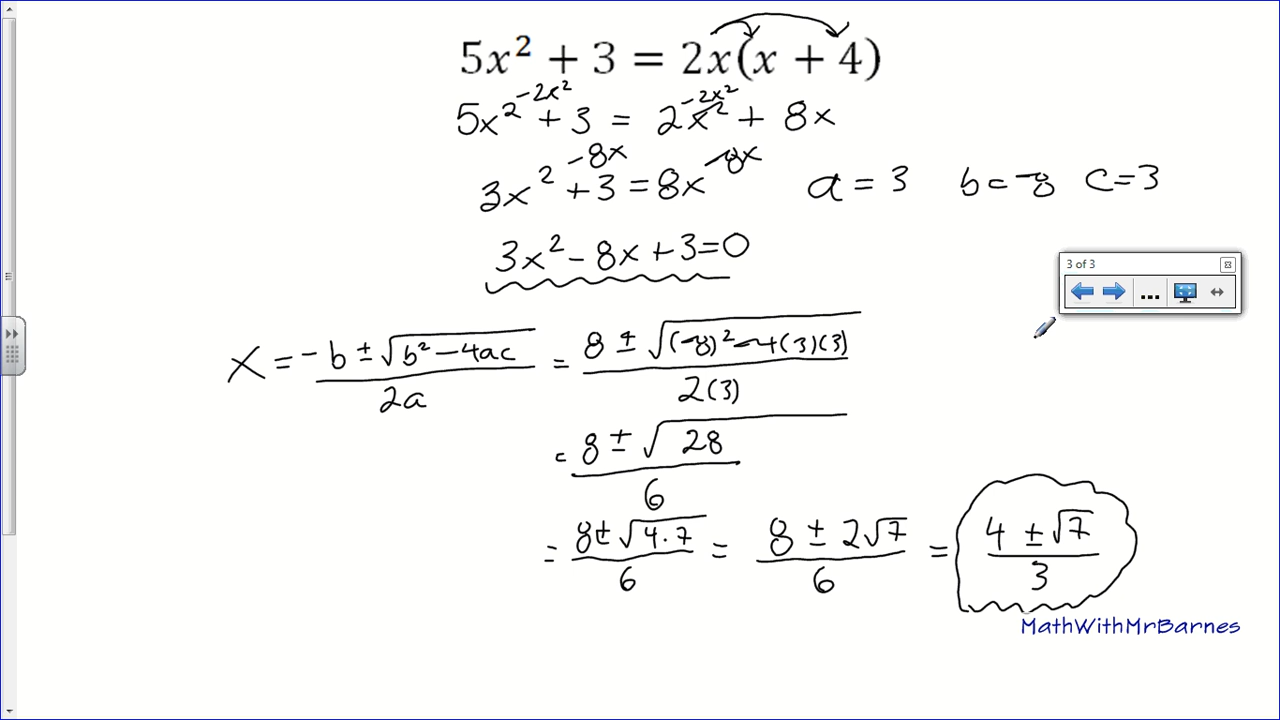 5x² + 3 = 2x(x + 4)
-2x² -2x²
5x² + 3 = 2x² + 8x
-8x -8x
3x² + 3 = 8x a = 3 b = -8 c = 3
3x² - 8x + 3 = 0
3 of 3
...
x = (-b ± √(b² - 4ac))/(2a) = (8 ± √((-8)² - 4(3)(3)))/(2(3))
= (8 ± √28)/6
= (8 ± √(4·7))/6 = (8 ± 2√7)/6 = (4 ± √7)/3
MathWithMrBarnes